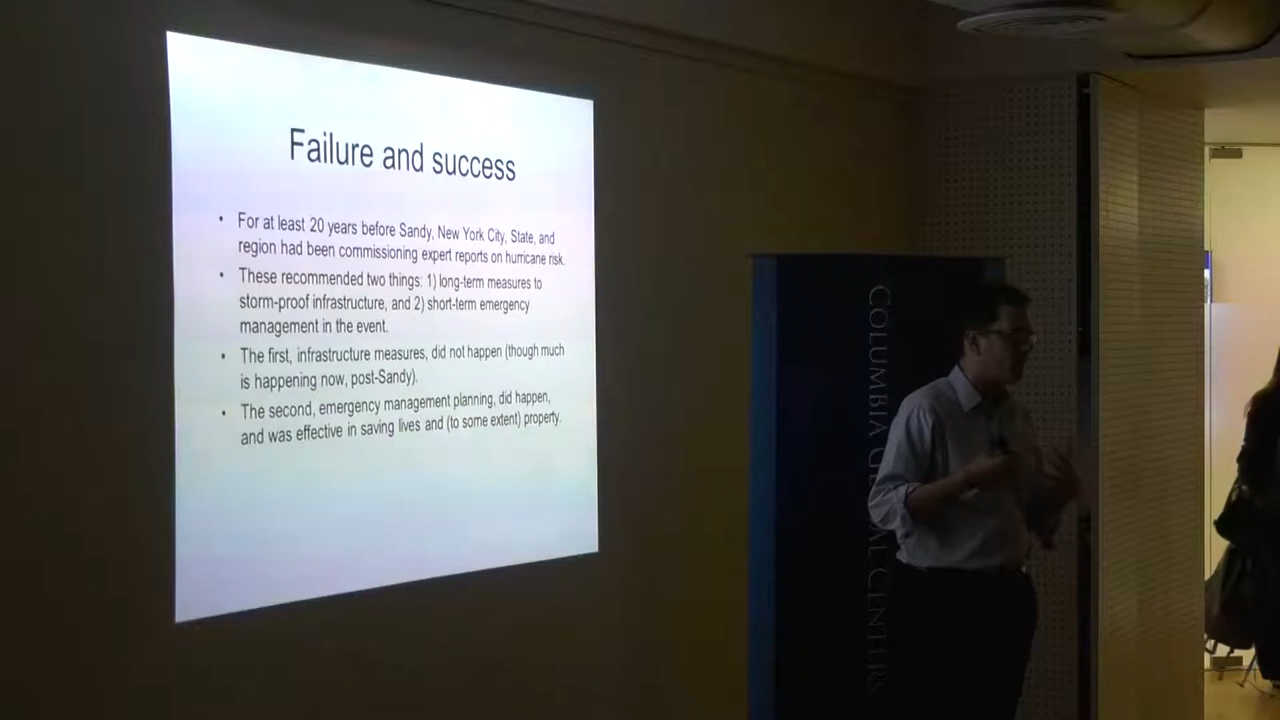 Failure and success
• For at least 20 years before Sandy, New York City, State, and
region had been commissioning expert reports on hurricane risk.
• These recommended two things: 1) long-term measures to
storm-proof infrastructure, and 2) short-term emergency
management in the event.
• The first, infrastructure measures, did not happen (though much
is happening now, post-Sandy).
• The second, emergency management planning, did happen,
and was effective in saving lives and (to some extent) property.
COLUMBIA GLOBAL CENTERS